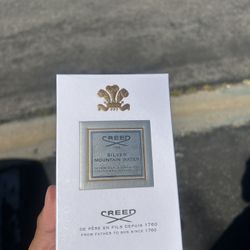 CREED
SILVER
MOUNTAIN WATER
CREED
DE PÈRE EN FILS DEPUIS 1760
FROM FATHER TO SON SINCE 1760